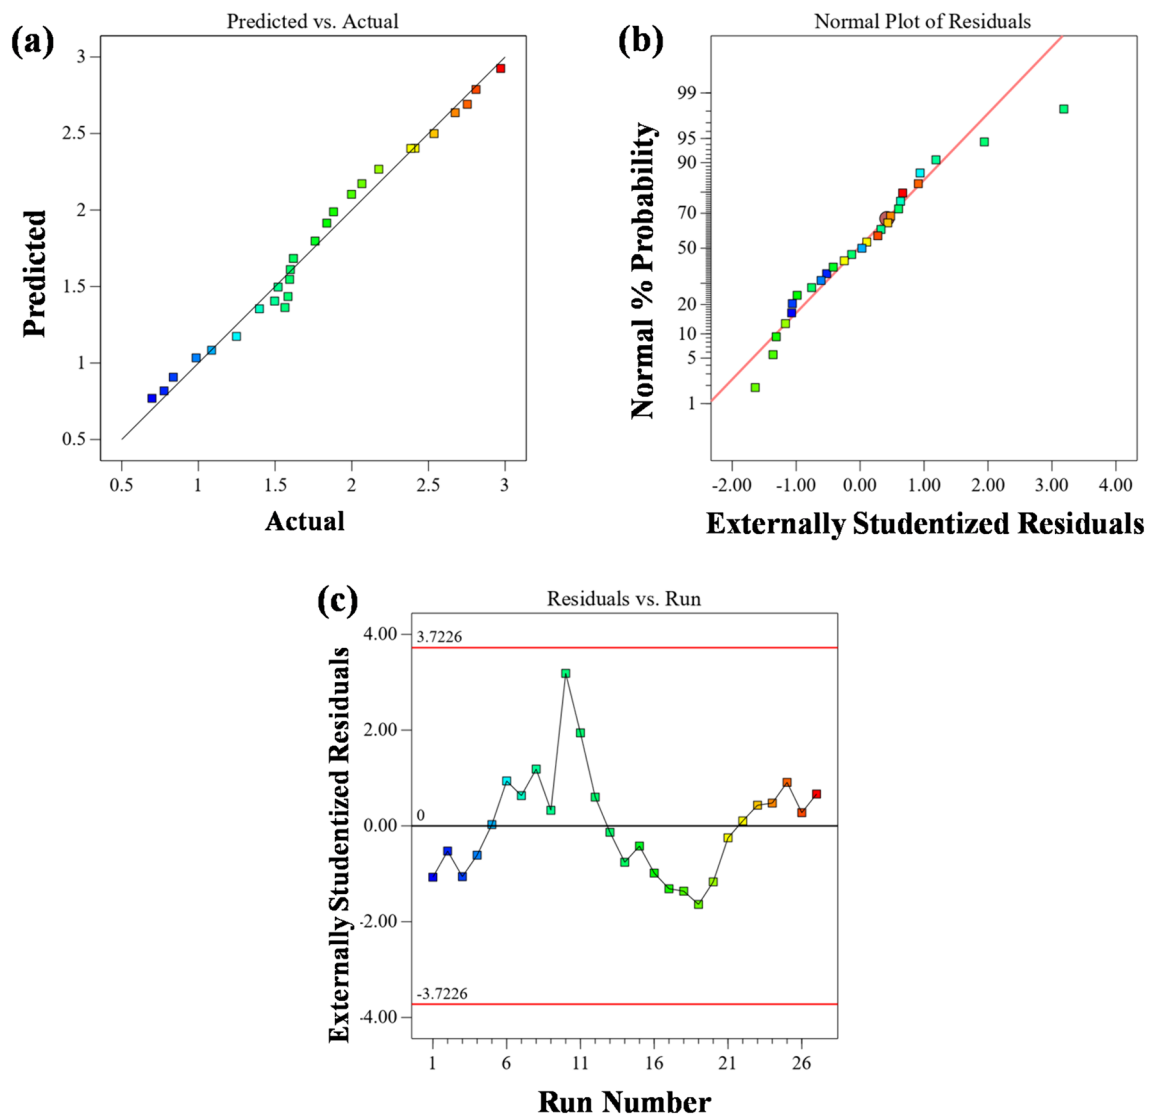 (a)
Predicted vs. Actual
Predicted
3
2.5
2
1.5
1
0.5
0.5 1 1.5 2 2.5 3
Actual
(b)
Normal Plot of Residuals
Normal % Probability
99
95
90
70
50
20
10
5
1
-2.00 -1.00 0.00 1.00 2.00 3.00 4.00
Externally Studentized Residuals
(c)
Residuals vs. Run
Externally Studentized Residuals
4.00
2.00
0.00
-2.00
-4.00
3.7226
0
-3.7226
1 6 11 16 21 26
Run Number